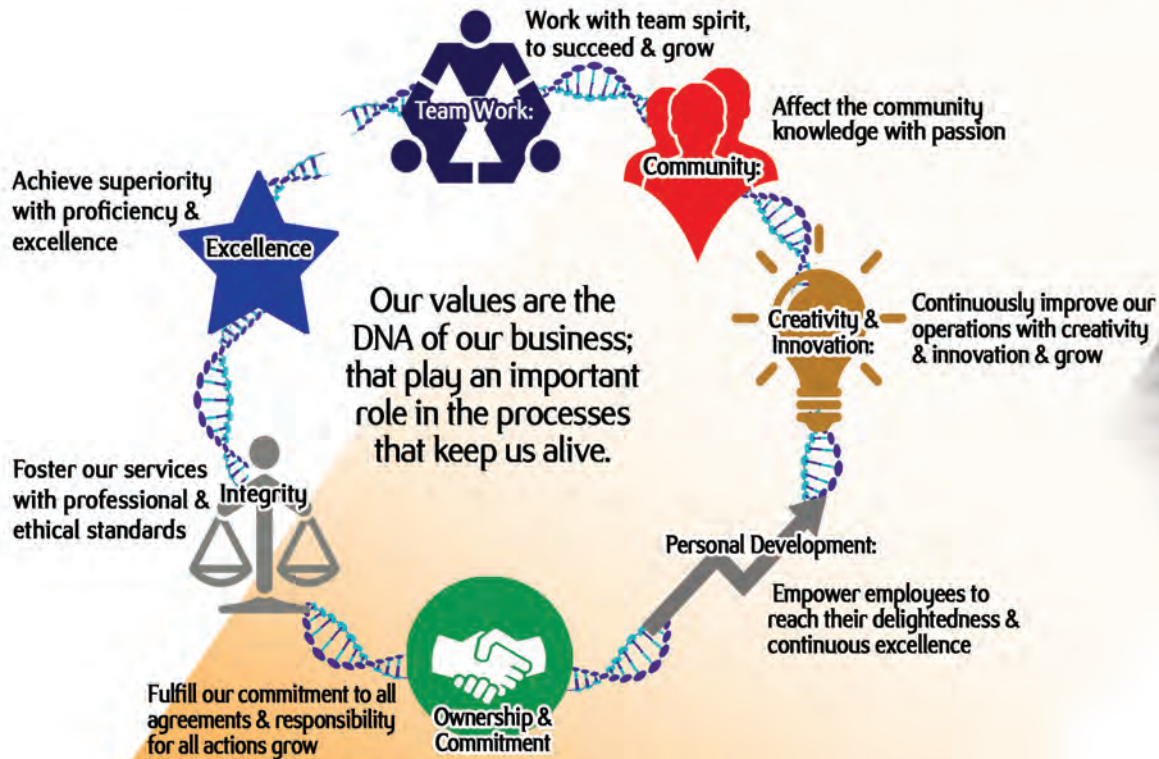 Work with team spirit,
to succeed & grow
Team Work:
Affect the community
knowledge with passion
Community:
Continuously improve our
operations with creativity
& innovation & grow
Creativity &
Innovation:
Personal Development:
Empower employees to
reach their delightedness &
continuous excellence
Ownership &
Commitment
Fulfill our commitment to all
agreements & responsibility
for all actions grow
Integrity
Foster our services
with professional &
ethical standards
Excellence
Achieve superiority
with proficiency &
excellence
Our values are the
DNA of our business;
that play an important
role in the processes
that keep us alive.